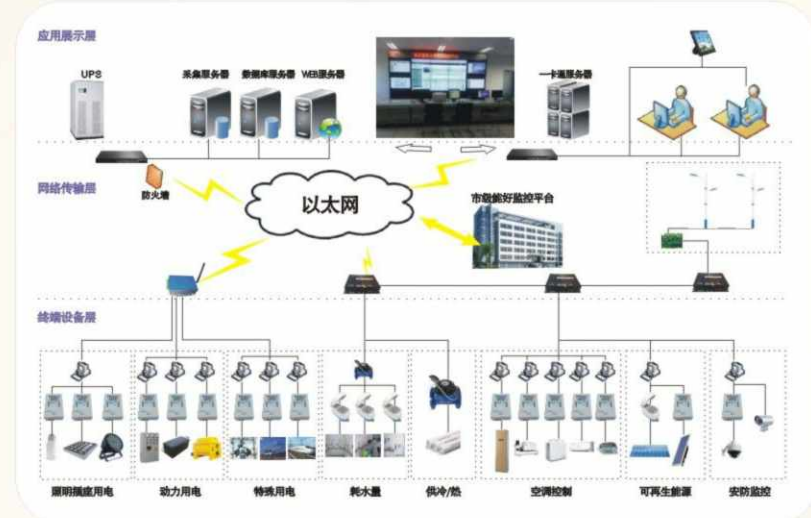 应用展示层
UPS
采集服务器
数据库服务器
WEB服务器
一卡通服务器
网络传输层
防火墙
以太网
市级能好监控平台
终端设备层
照明插座用电
动力用电
特殊用电
耗水量
供冷/热
空调控制
可再生能源
安防监控